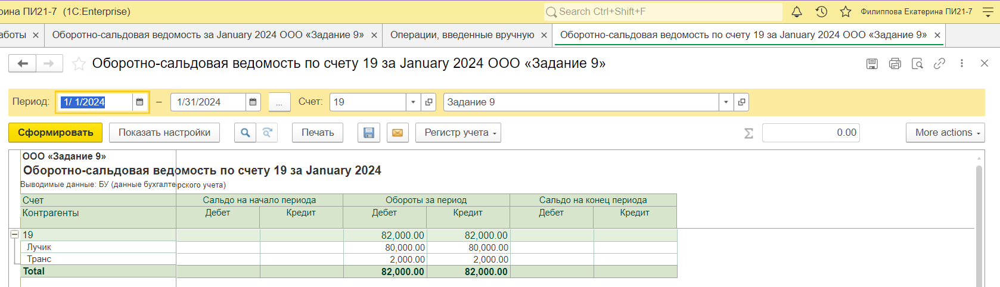 рина ПИ21-7 (1C:Enterprise) Search Ctrl+Shift+F Филиппова Екатерина ПИ21-7
аботы × Оборотно-сальдовая ведомость за January 2024 ООО «Задание 9» × Операции, введенные вручную × Оборотно-сальдовая ведомость по счету 19 за January 2024 ООО «Задание 9» ×
Оборотно-сальдовая ведомость по счету 19 за January 2024 ООО «Задание 9»
Период: 1/ 1/2024 – 1/31/2024 ... Счет: 19 Задание 9
Сформировать Показать настройки Печать Регистр учета Σ 0.00 More actions
ООО «Задание 9»
Оборотно-сальдовая ведомость по счету 19 за January 2024
Выводимые данные: БУ (данные бухгалтерского учета)
Счет Сальдо на начало периода Обороты за период Сальдо на конец периода
Контрагенты Дебет Кредит Дебет Кредит Дебет Кредит
19 82,000.00 82,000.00
Лучик 80,000.00 80,000.00
Транс 2,000.00 2,000.00
Total 82,000.00 82,000.00